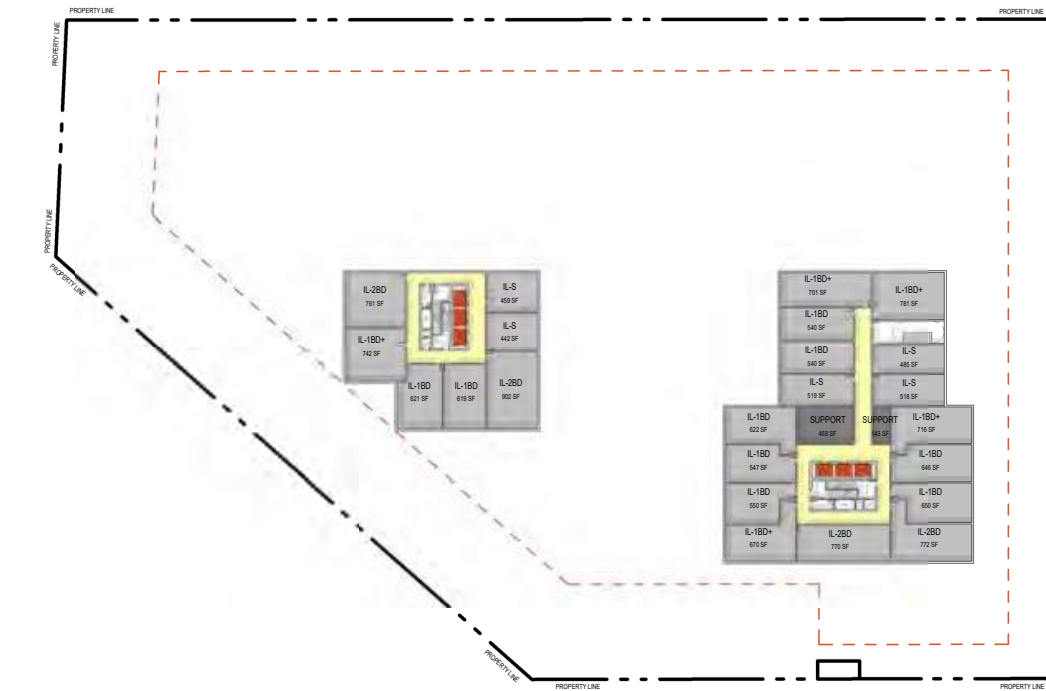 PROPERTY LINE
PROPERTY LINE
PROPERTY LINE
PROPERTY LINE
PROPERTY LINE
IL-2BD
761 SF
IL-S
459 SF
IL-S
442 SF
IL-1BD+
742 SF
IL-1BD
621 SF
IL-1BD
619 SF
IL-2BD
902 SF
IL-1BD+
701 SF
IL-1BD+
781 SF
IL-1BD
540 SF
IL-1BD
540 SF
IL-S
485 SF
IL-S
519 SF
IL-S
518 SF
IL-1BD
622 SF
SUPPORT
468 SF
SUPPORT
143 SF
IL-1BD+
716 SF
IL-1BD
547 SF
IL-1BD
646 SF
IL-1BD
550 SF
IL-1BD
650 SF
IL-1BD+
670 SF
IL-2BD
770 SF
IL-2BD
772 SF
PROPERTY LINE
PROPERTY LINE
PROPERTY LINE